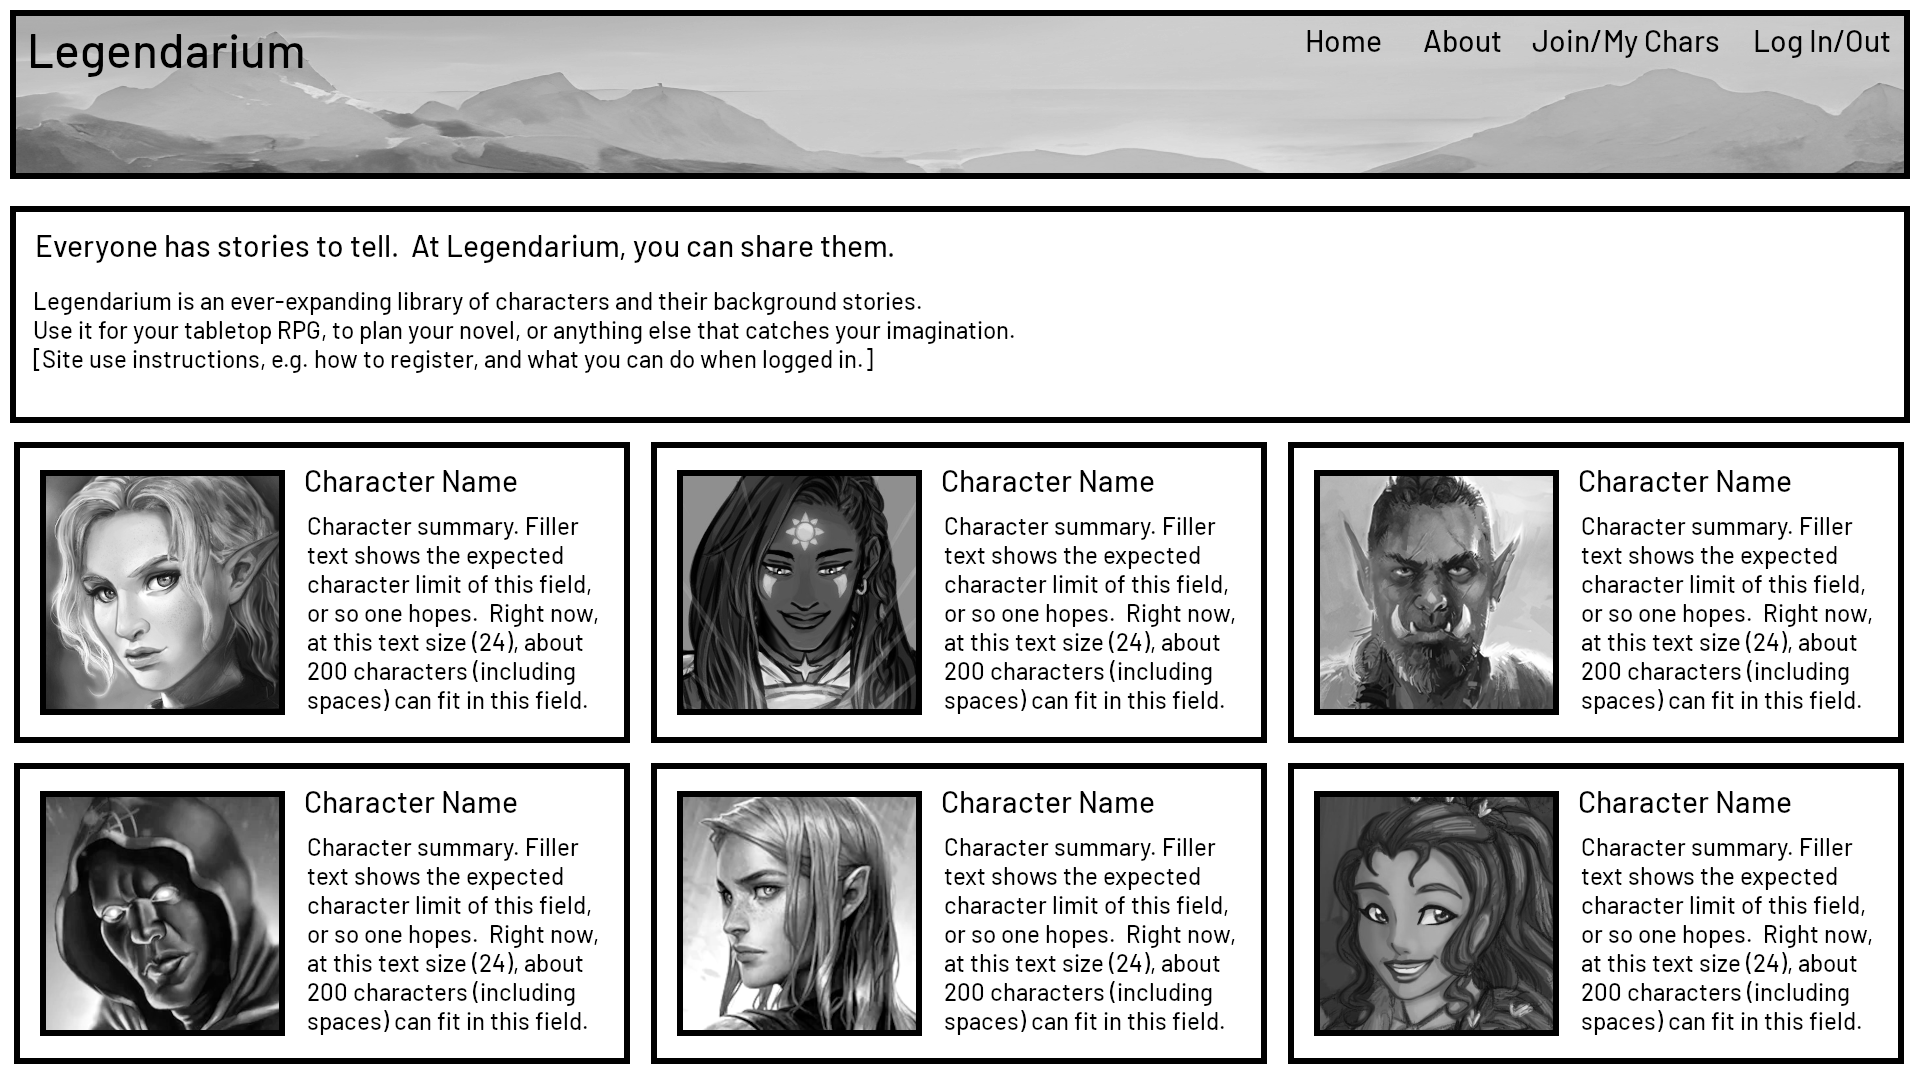 Legendarium
Home About Join/My Chars Log In/Out
Everyone has stories to tell.  At Legendarium, you can share them.
Legendarium is an ever-expanding library of characters and their background stories.
Use it for your tabletop RPG, to plan your novel, or anything else that catches your imagination.
[Site use instructions, e.g. how to register, and what you can do when logged in.]
Character Name
Character summary. Filler
text shows the expected
character limit of this field,
or so one hopes.  Right now,
at this text size (24), about
200 characters (including
spaces) can fit in this field.
Character Name
Character summary. Filler
text shows the expected
character limit of this field,
or so one hopes.  Right now,
at this text size (24), about
200 characters (including
spaces) can fit in this field.
Character Name
Character summary. Filler
text shows the expected
character limit of this field,
or so one hopes.  Right now,
at this text size (24), about
200 characters (including
spaces) can fit in this field.
Character Name
Character summary. Filler
text shows the expected
character limit of this field,
or so one hopes.  Right now,
at this text size (24), about
200 characters (including
spaces) can fit in this field.
Character Name
Character summary. Filler
text shows the expected
character limit of this field,
or so one hopes.  Right now,
at this text size (24), about
200 characters (including
spaces) can fit in this field.
Character Name
Character summary. Filler
text shows the expected
character limit of this field,
or so one hopes.  Right now,
at this text size (24), about
200 characters (including
spaces) can fit in this field.